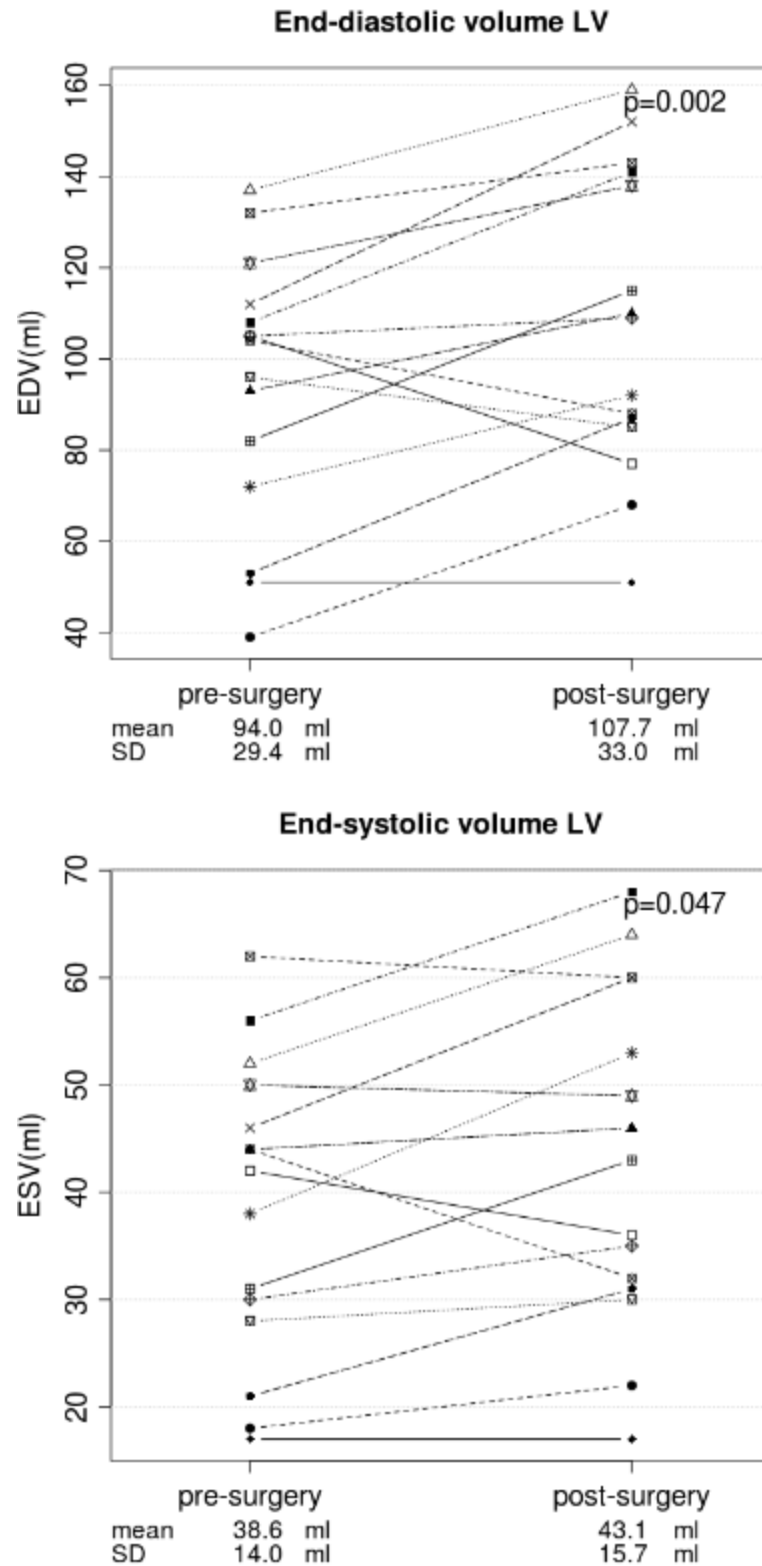 End-diastolic volume LV
160
p=0.002
140
120
100
80
60
40
EDV(ml)
pre-surgery post-surgery
mean 94.0 ml 107.7 ml
SD 29.4 ml 33.0 ml
End-systolic volume LV
70
p=0.047
60
50
40
30
20
ESV(ml)
pre-surgery post-surgery
mean 38.6 ml 43.1 ml
SD 14.0 ml 15.7 ml